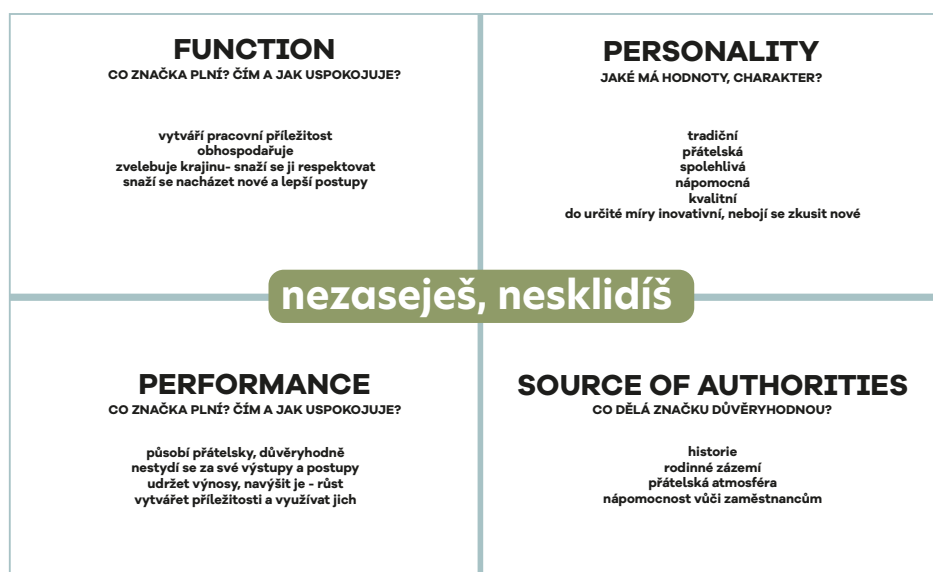 FUNCTION
CO ZNAČKA PLNÍ? ČÍM A JAK USPOKOJUJE?
vytváří pracovní příležitost
obhospodařuje
zvelebuje krajinu- snaží se ji respektovat
snaží se nacházet nové a lepší postupy
PERSONALITY
JAKÉ MÁ HODNOTY, CHARAKTER?
tradiční
přátelská
spolehlivá
nápomocná
kvalitní
do určité míry inovativní, nebojí se zkusit nové
nezaseješ, nesklidíš
PERFORMANCE
CO ZNAČKA PLNÍ? ČÍM A JAK USPOKOJUJE?
působí přátelsky, důvěryhodně
nestydí se za své výstupy a postupy
udržet výnosy, navýšit je - růst
vytvářet příležitosti a využívat jich
SOURCE OF AUTHORITIES
CO DĚLÁ ZNAČKU DŮVĚRYHODNOU?
historie
rodinné zázemí
přátelská atmosféra
nápomocnost vůči zaměstnancům